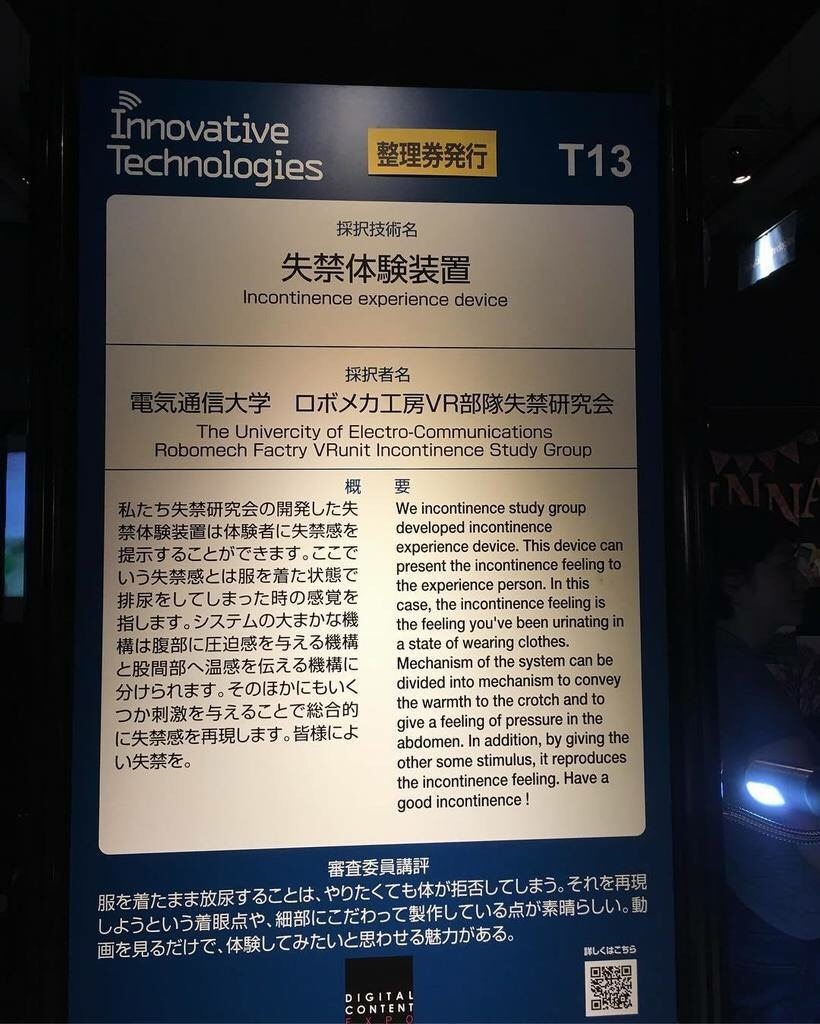 Innovative
Technologies
整理券発行
T13
採択技術名
失禁体験装置
Incontinence experience device
採択者名
電気通信大学 ロボメカ工房VR部隊失禁研究会
The Univercity of Electro-Communications
Robomech Factry VRunit Incontinence Study Group
概 要
私たち失禁研究会の開発した失
禁体験装置は体験者に失禁感を
提示することができます。ここで
いう失禁感とは服を着た状態で
排尿をしてしまった時の感覚を
指します。システムの大まかな機
構は腹部に圧迫感を与える機構
と股間部へ温感を伝える機構に
分けられます。そのほかにもいく
つか刺激を与えることで総合的
に失禁感を再現します。皆様によ
い失禁を。
We incontinence study group
developed incontinence
experience device. This device can
present the incontinence feeling to
the experience person. In this
case, the incontinence feeling is
the feeling you've been urinating in
a state of wearing clothes.
Mechanism of the system can be
divided into mechanism to convey
the warmth to the crotch and to
give a feeling of pressure in the
abdomen. In addition, by giving the
other some stimulus, it reproduces
the incontinence feeling. Have a
good incontinence !
審査委員講評
服を着たまま放尿することは、やりたくても体が拒否してしまう。それを再現
しようという着眼点や、細部にこだわって製作している点が素晴らしい。動
画を見るだけで、体験してみたいと思わせる魅力がある。
詳しくはこちら
DIGITAL
CONTENT
EXPO